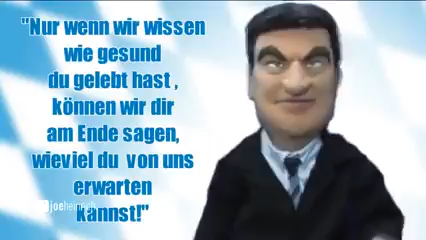 "Nur wenn wir wissen
wie gesund
du gelebt hast ,
können wir dir
am Ende sagen,
wieviel du von uns
erwarten
kannst!"